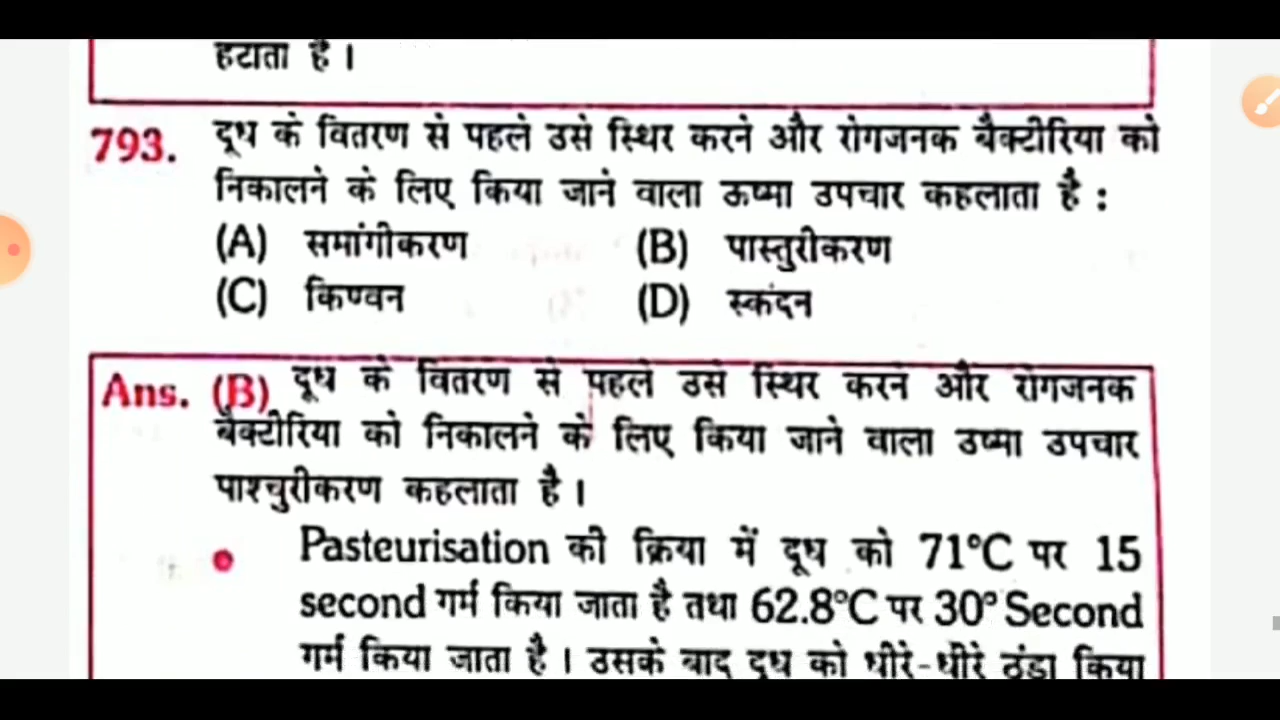 हटाता है ।
793. दूध के वितरण से पहले उसे स्थिर करने और रोगजनक बैक्टीरिया को
निकालने के लिए किया जाने वाला ऊष्मा उपचार कहलाता है :
(A) समांगीकरण (B) पास्तुरीकरण
(C) किण्वन (D) स्कंदन
Ans. (B) दूध के वितरण से पहले उसे स्थिर करने और रोगजनक
बैक्टीरिया को निकालने के लिए किया जाने वाला उष्मा उपचार
पाश्चुरीकरण कहलाता है ।
Pasteurisation की क्रिया में दूध को 71°C पर 15
second गर्म किया जाता है तथा 62.8°C पर 30° Second
गर्म किया जाता है । उसके बाद दूध को धीरे-धीरे ठंडा किया